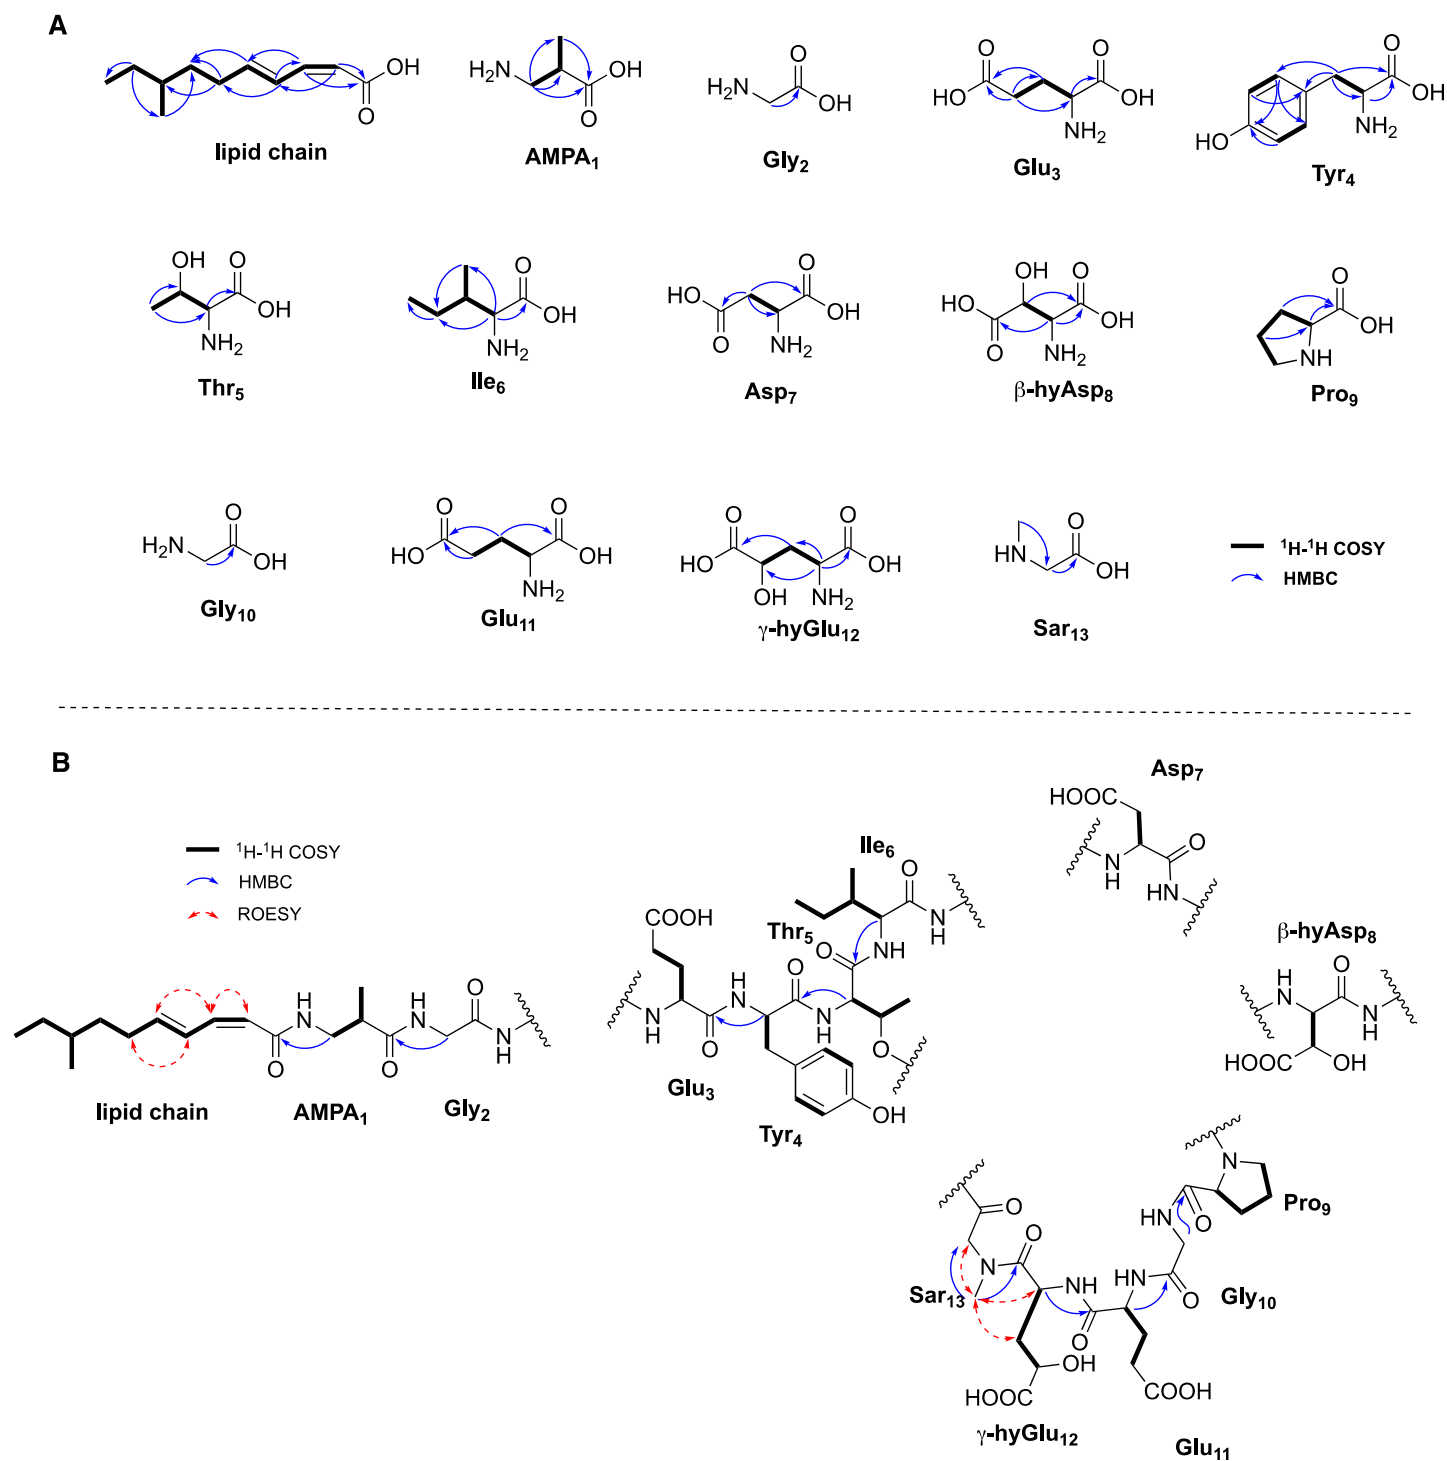 A
OH
O
lipid chain
H₂N
OH
O
AMPA₁
H₂N
O
OH
Gly₂
O
HO
O
OH
NH₂
Glu₃
HO
O
OH
NH₂
Tyr₄
OH
O
OH
NH₂
Thr₅
O
OH
NH₂
Ile₆
HO
O
O
OH
NH₂
Asp₇
OH
O
HO
O
OH
NH₂
β-hyAsp₈
O
OH
NH
Pro₉
H₂N
O
OH
Gly₁₀
O
HO
O
OH
NH₂
Glu₁₁
O
HO
OH
O
OH
NH₂
γ-hyGlu₁₂
HN
O
OH
Sar₁₃
¹H-¹H COSY
HMBC
B
¹H-¹H COSY
HMBC
ROESY
O
H
N
O
H
N
O
N
H
lipid chain
AMPA₁
Gly₂
COOH
N
H
O
Glu₃
H
N
O
OH
Tyr₄
N
H
O
O
Thr₅
NH
O
N
H
Ile₆
Asp₇
HOOC
N
H
O
HN
β-hyAsp₈
H
N
O
N
H
HOOC
OH
N
O
Pro₉
HN
O
Gly₁₀
HN
O
COOH
Glu₁₁
NH
O
OH
HOOC
γ-hyGlu₁₂
N
O
Sar₁₃